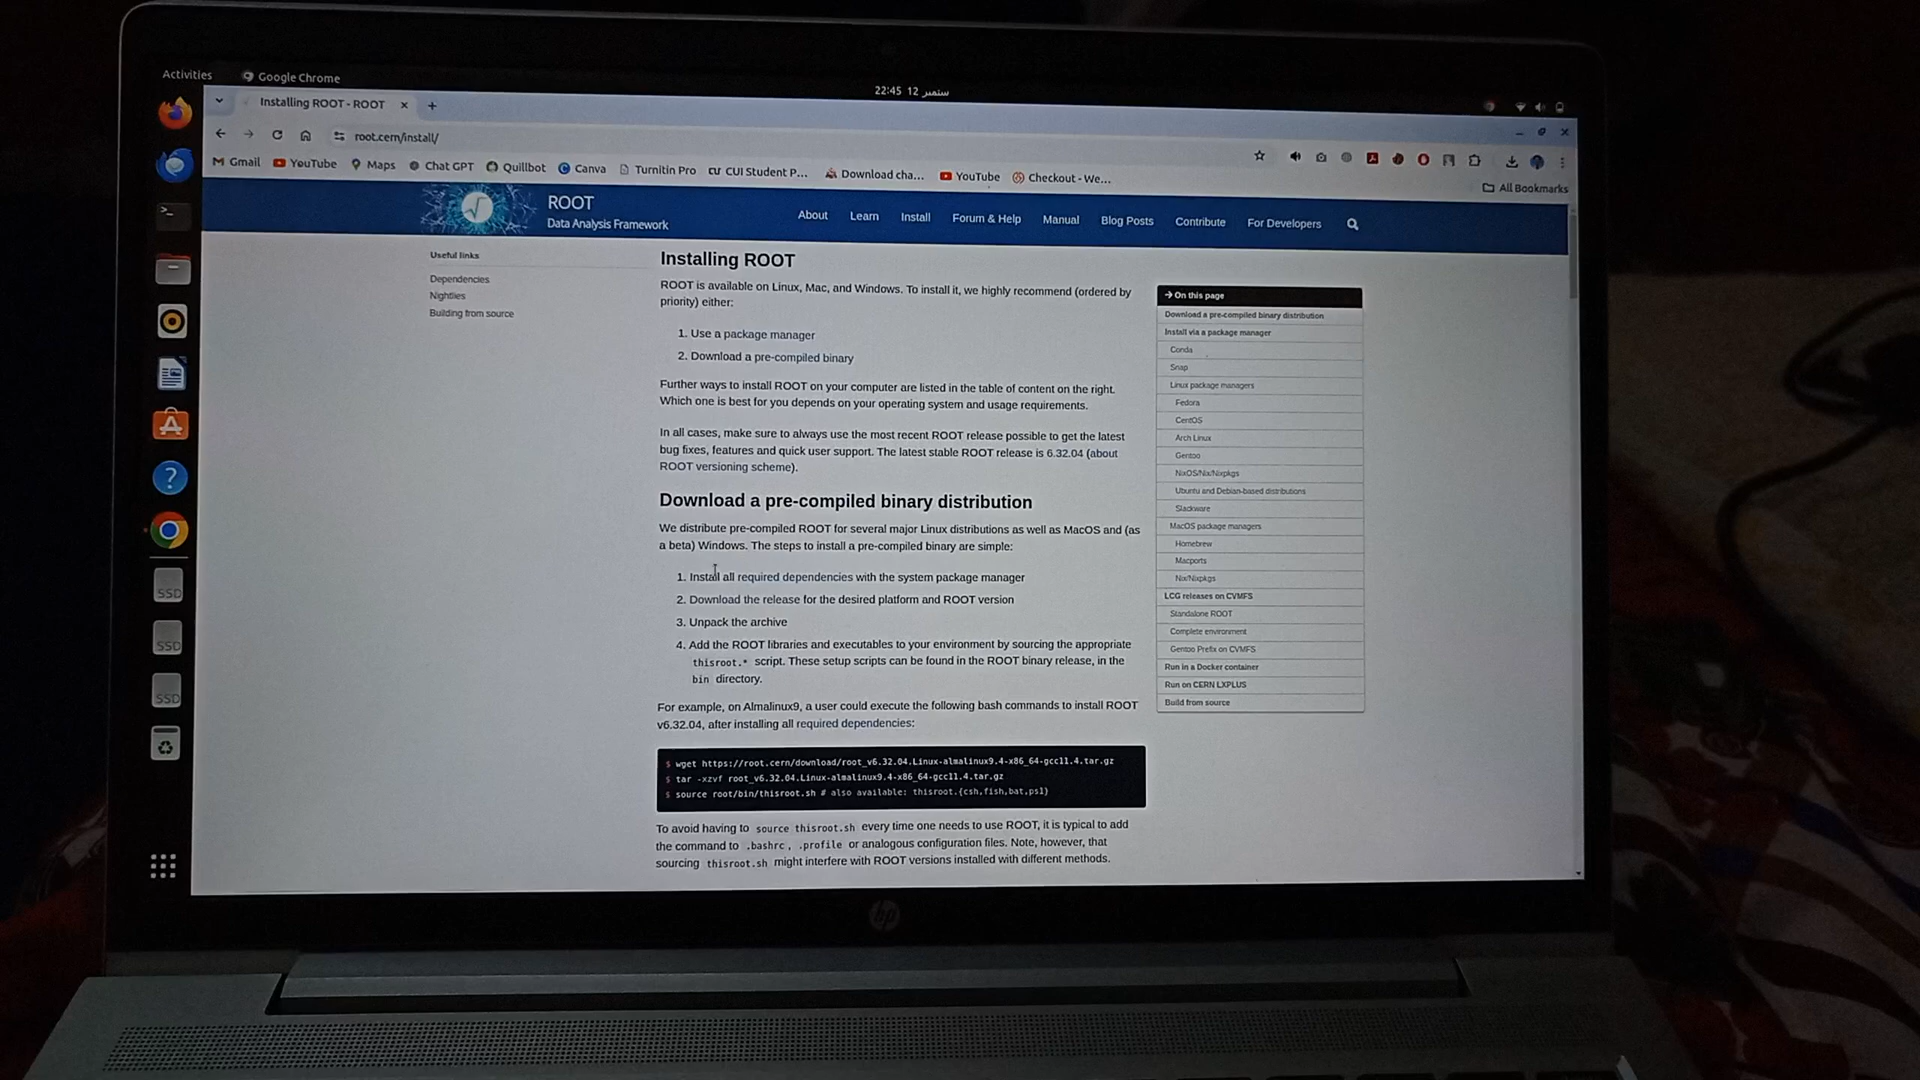 Activities Google Chrome
22:45 12 ستمبر
Installing ROOT - ROOT
root.cern/install/
Gmail YouTube Maps Chat GPT Quillbot Canva Turnitin Pro CUI Student P... Download cha... YouTube Checkout - We...
All Bookmarks
ROOT
Data Analysis Framework
About Learn Install Forum & Help Manual Blog Posts Contribute For Developers
Useful links
Dependencies
Nightlies
Building from source
Installing ROOT
ROOT is available on Linux, Mac, and Windows. To install it, we highly recommend (ordered by
priority) either:
1. Use a package manager
2. Download a pre-compiled binary
Further ways to install ROOT on your computer are listed in the table of content on the right.
Which one is best for you depends on your operating system and usage requirements.
In all cases, make sure to always use the most recent ROOT release possible to get the latest
bug fixes, features and quick user support. The latest stable ROOT release is 6.32.04 (about
ROOT versioning scheme).
Download a pre-compiled binary distribution
We distribute pre-compiled ROOT for several major Linux distributions as well as MacOS and (as
a beta) Windows. The steps to install a pre-compiled binary are simple:
1. Install all required dependencies with the system package manager
2. Download the release for the desired platform and ROOT version
3. Unpack the archive
4. Add the ROOT libraries and executables to your environment by sourcing the appropriate
thisroot.* script. These setup scripts can be found in the ROOT binary release, in the
bin directory.
For example, on Almalinux9, a user could execute the following bash commands to install ROOT
v6.32.04, after installing all required dependencies:
$ wget https://root.cern/download/root_v6.32.04.Linux-almalinux9.4-x86_64-gcc11.4.tar.gz
$ tar -xzvf root_v6.32.04.Linux-almalinux9.4-x86_64-gcc11.4.tar.gz
$ source root/bin/thisroot.sh # also available: thisroot.{csh,fish,bat,ps1}
To avoid having to source thisroot.sh every time one needs to use ROOT, it is typical to add
the command to .bashrc, .profile or analogous configuration files. Note, however, that
sourcing thisroot.sh might interfere with ROOT versions installed with different methods.
→ On this page
Download a pre-compiled binary distribution
Install via a package manager
Conda
Snap
Linux package managers
Fedora
CentOS
Arch Linux
Gentoo
NixOS/Nix/Nixpkgs
Ubuntu and Debian-based distributions
Slackware
MacOS package managers
Homebrew
Macports
Nix/Nixpkgs
LCG releases on CVMFS
Standalone ROOT
Complete environment
Gentoo Prefix on CVMFS
Run in a Docker container
Run on CERN LXPLUS
Build from source
SSD
SSD
SSD
hp